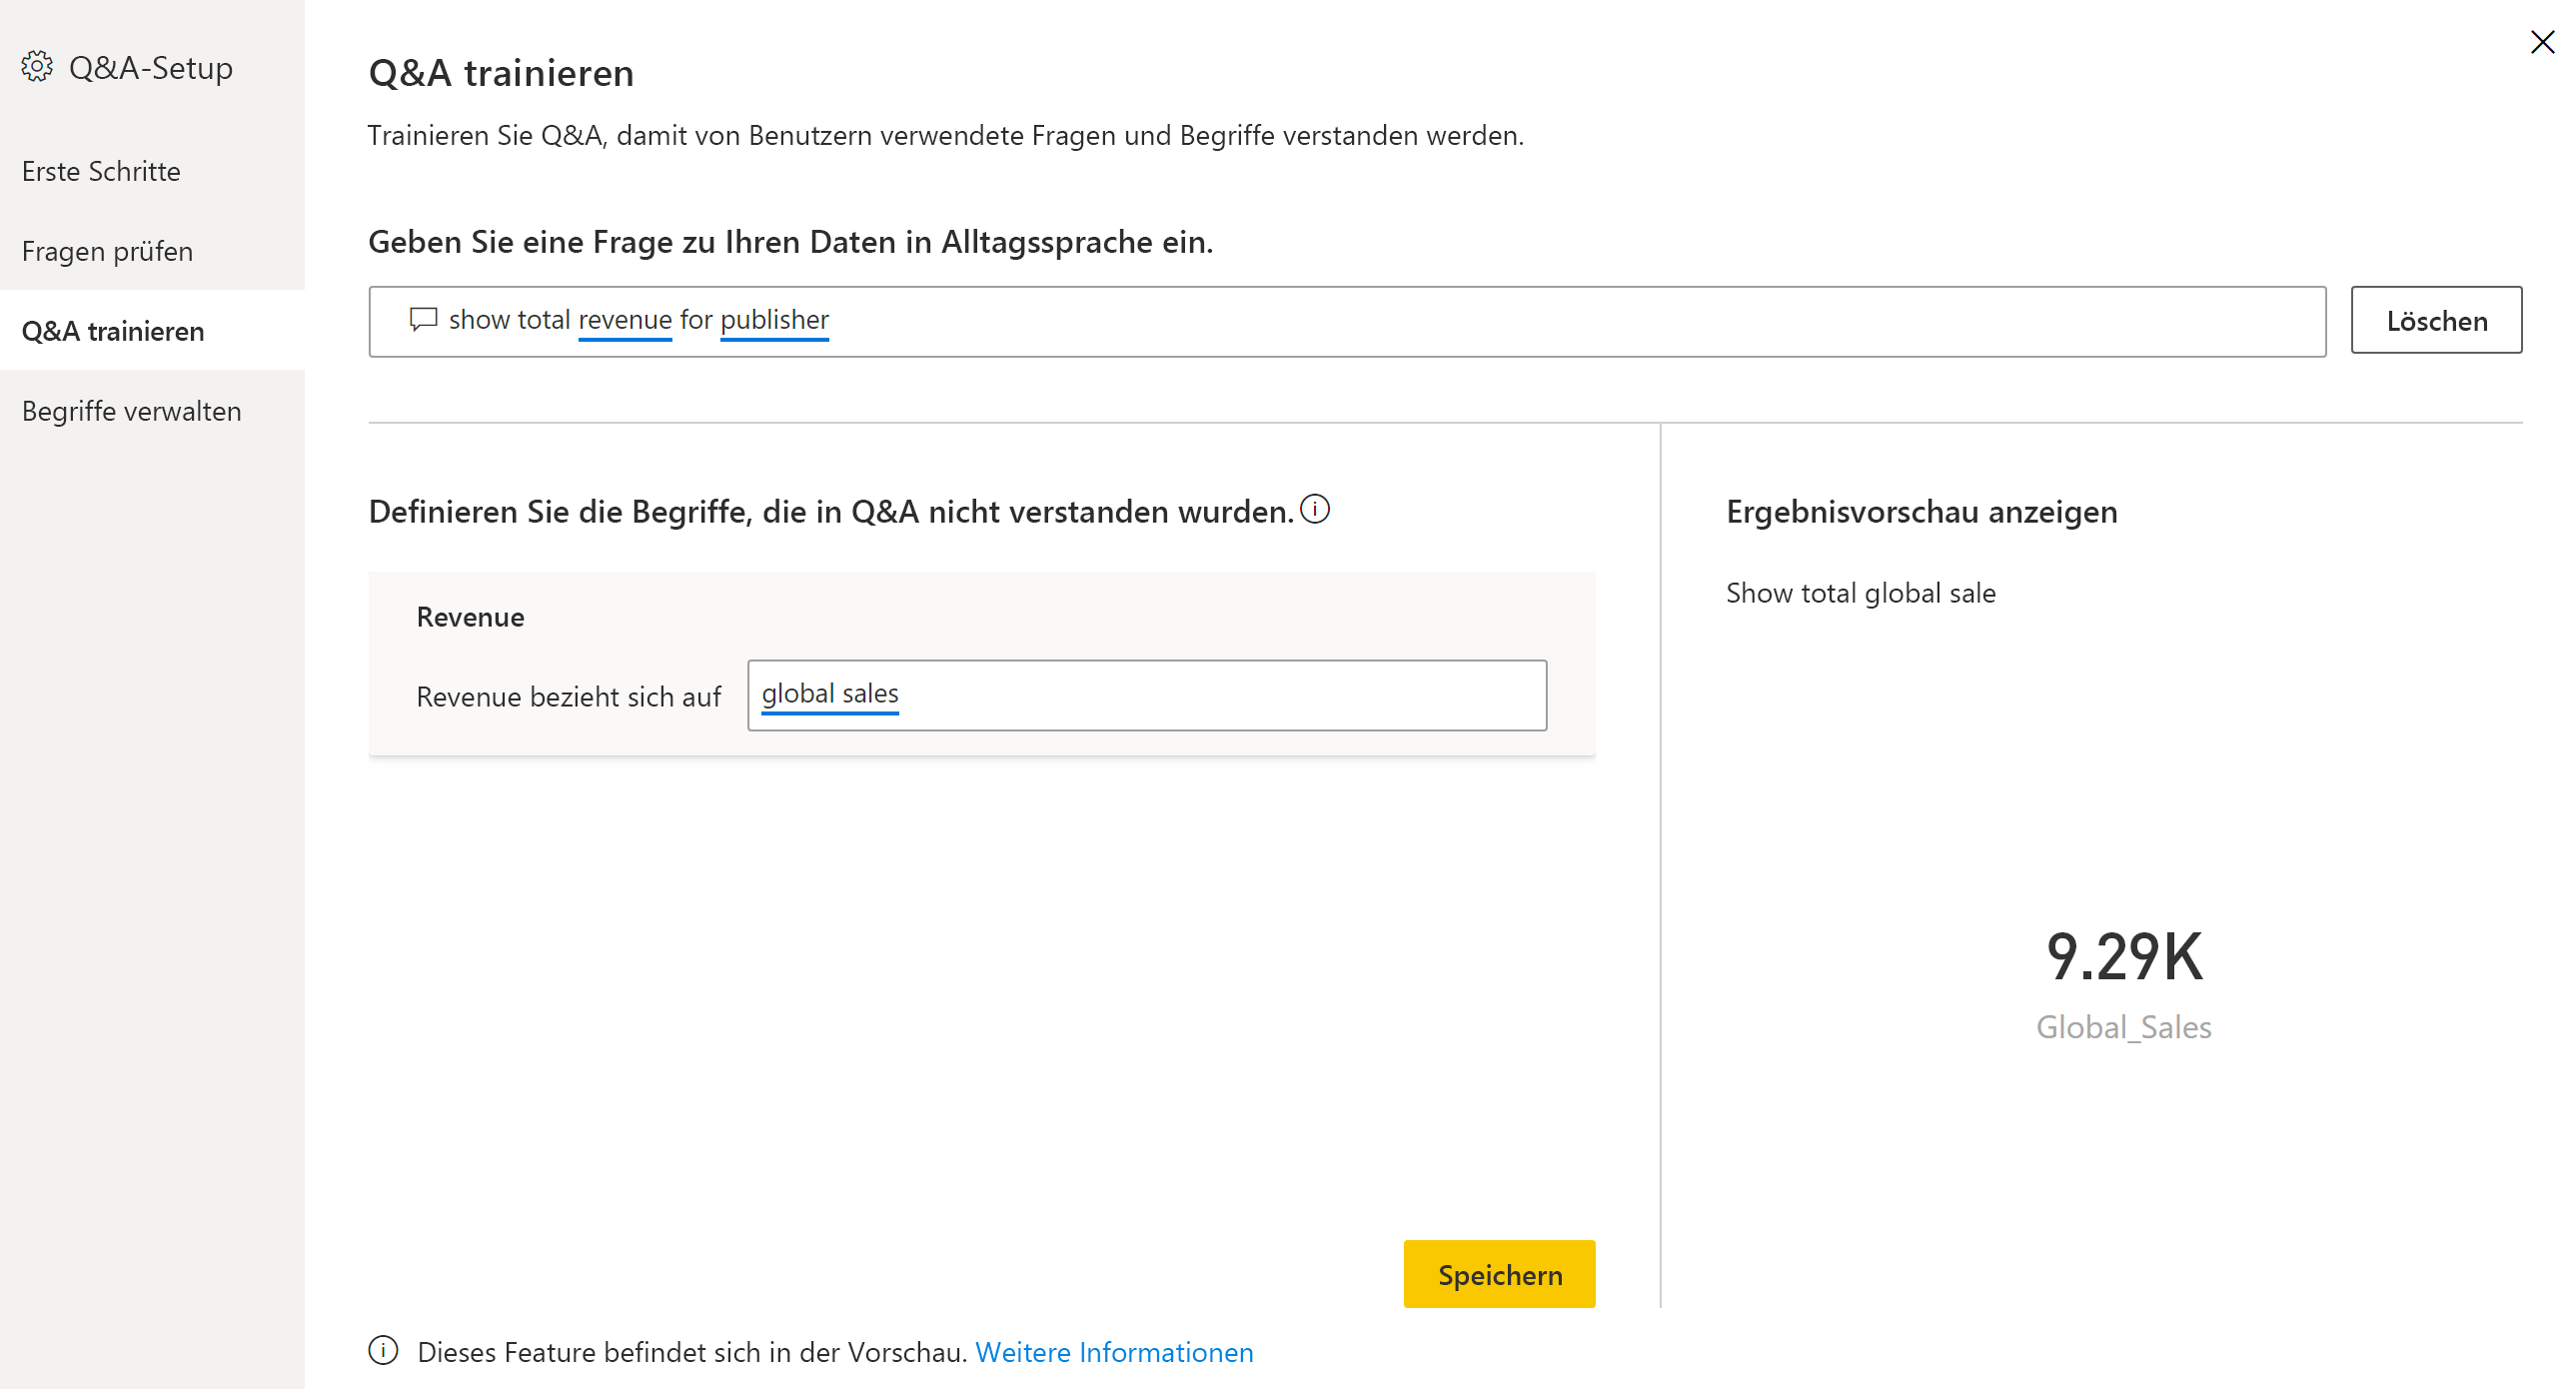 Q&A-Setup
Erste Schritte
Fragen prüfen
Q&A trainieren
Begriffe verwalten
Q&A trainieren
Trainieren Sie Q&A, damit von Benutzern verwendete Fragen und Begriffe verstanden werden.
Geben Sie eine Frage zu Ihren Daten in Alltagssprache ein.
show total revenue for publisher
Löschen
Definieren Sie die Begriffe, die in Q&A nicht verstanden wurden.
Revenue
Revenue bezieht sich auf global sales
Speichern
Ergebnisvorschau anzeigen
Show total global sale
9.29K
Global_Sales
Dieses Feature befindet sich in der Vorschau. Weitere Informationen